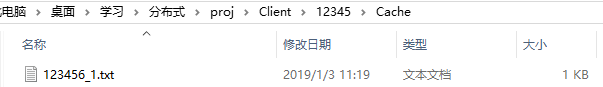 电脑 > 桌面 > 学习 > 分布式 > proj > Client > 12345 > Cache
名称 修改日期 类型 大小
123456_1.txt 2019/1/3 11:19 文本文档 1 KB